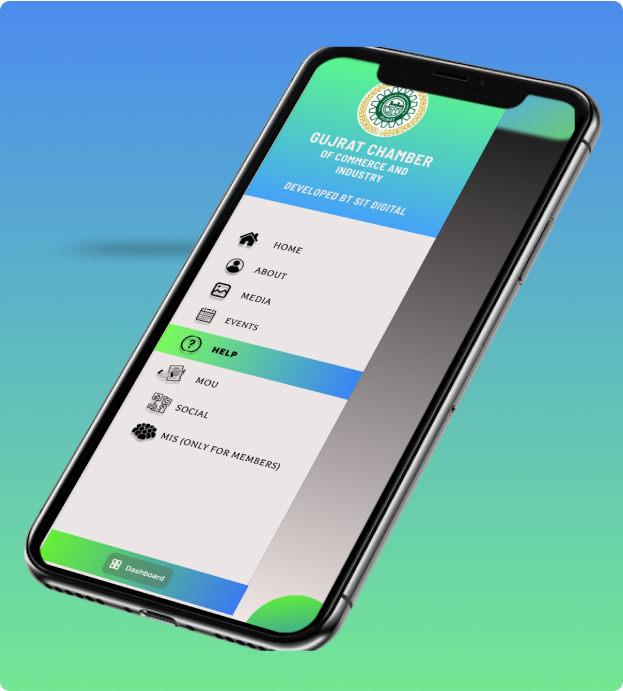 GUJRAT CHAMBER
OF COMMERCE AND
INDUSTRY
DEVELOPED BT SIT DIGITAL
HOME
ABOUT
MEDIA
EVENTS
? HELP
MOU
SOCIAL
MIS (ONLY FOR MEMBERS)
Dashboard